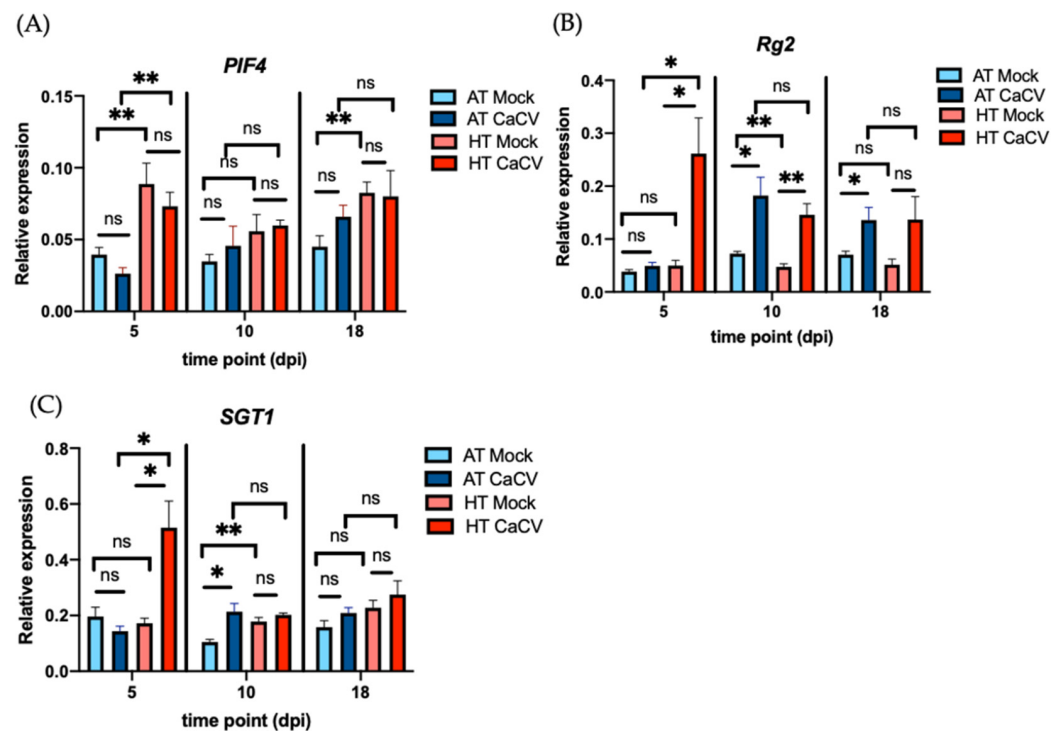 (A)
PIF4
AT Mock
AT CaCV
HT Mock
HT CaCV
Relative expression
0.15
0.10
0.05
0.00
** ** ns ns
ns ns ns ns
ns ** ns ns
5 10 18
time point (dpi)
(B)
Rg2
AT Mock
AT CaCV
HT Mock
HT CaCV
Relative expression
0.4
0.3
0.2
0.1
0.0
* * ns ns
ns ** * **
ns ns * ns
5 10 18
time point (dpi)
(C)
SGT1
AT Mock
AT CaCV
HT Mock
HT CaCV
Relative expression
0.8
0.6
0.4
0.2
0.0
* * ns ns
ns ** * ns
ns ns ns ns
5 10 18
time point (dpi)